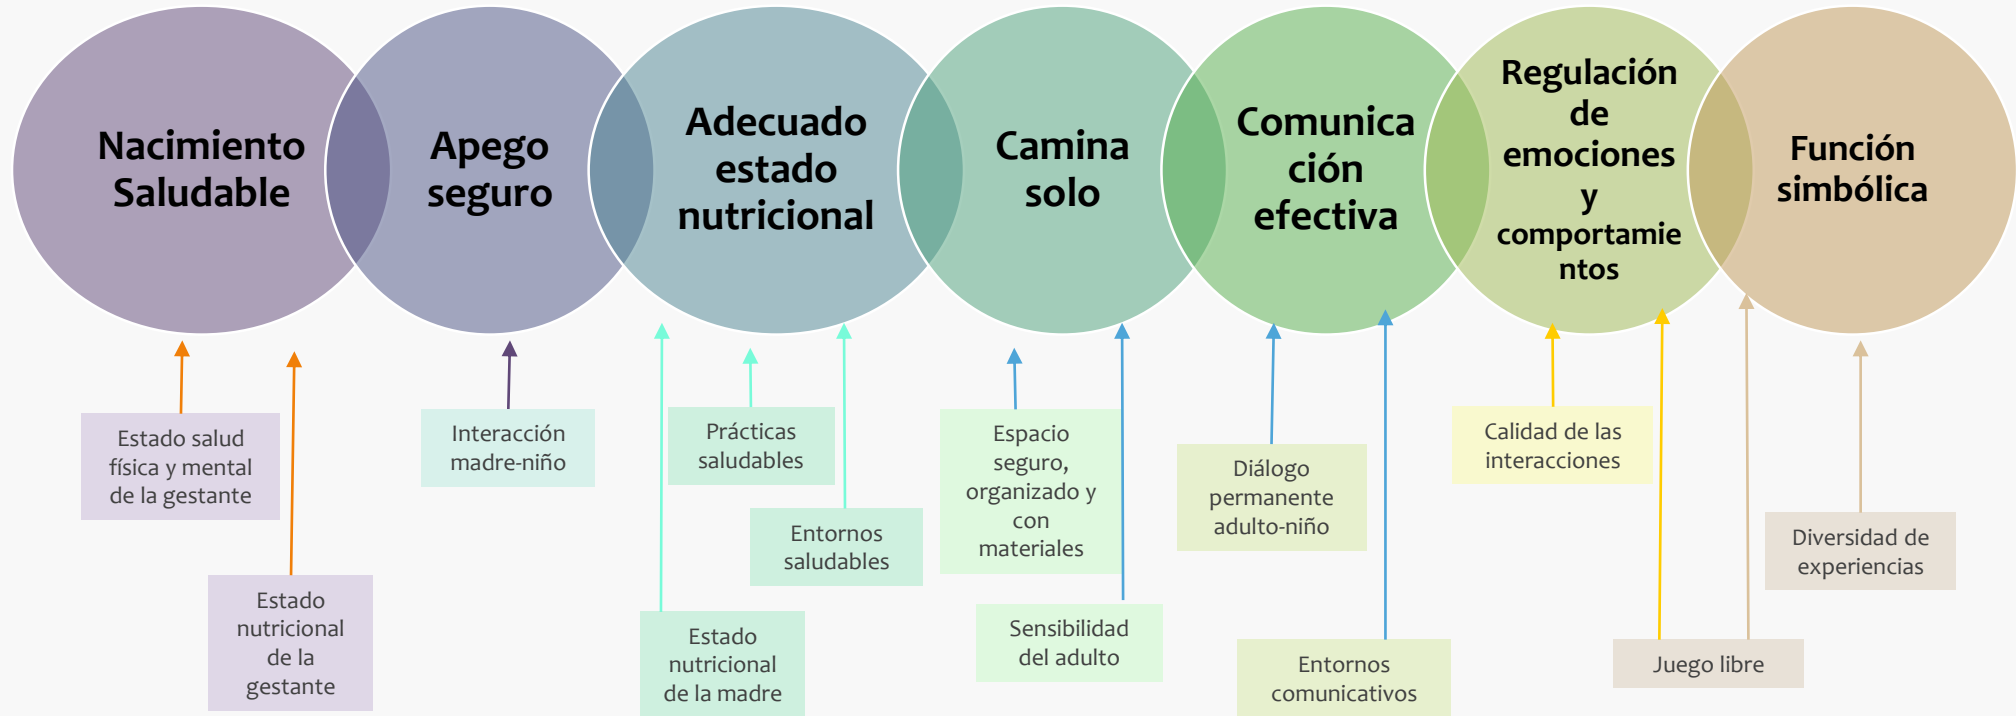 Nacimiento
Saludable
Apego
seguro
Adecuado
estado
nutricional
Camina
solo
Comunica
ción
efectiva
Regulación
de
emociones
y
comportamie
ntos
Función
simbólica
Estado salud
física y mental
de la gestante
Estado
nutricional
de la
gestante
Interacción
madre-niño
Prácticas
saludables
Entornos
saludables
Estado
nutricional
de la madre
Espacio
seguro,
organizado y
con
materiales
Sensibilidad
del adulto
Diálogo
permanente
adulto-niño
Entornos
comunicativos
Calidad de las
interacciones
Juego libre
Diversidad de
experiencias